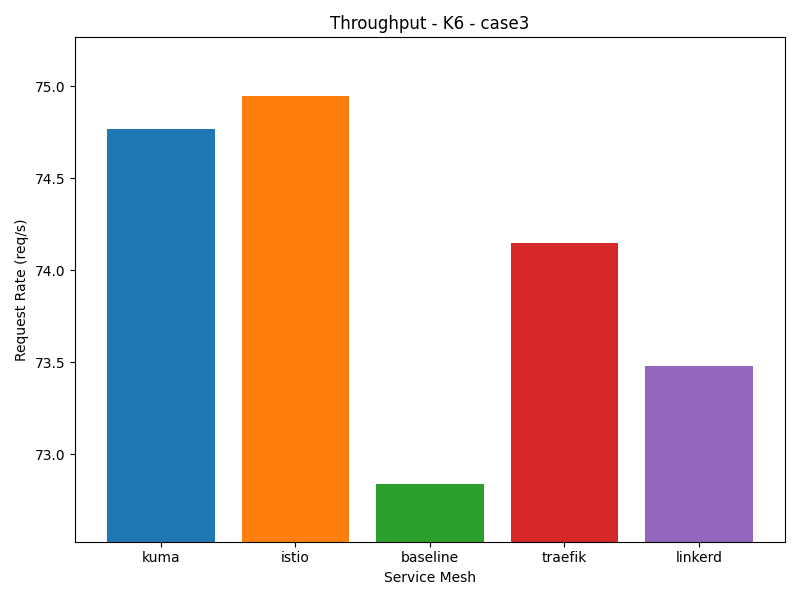 Throughput - K6 - case3
Request Rate (req/s)
75.0
74.5
74.0
73.5
73.0
kuma
istio
baseline
traefik
linkerd
Service Mesh